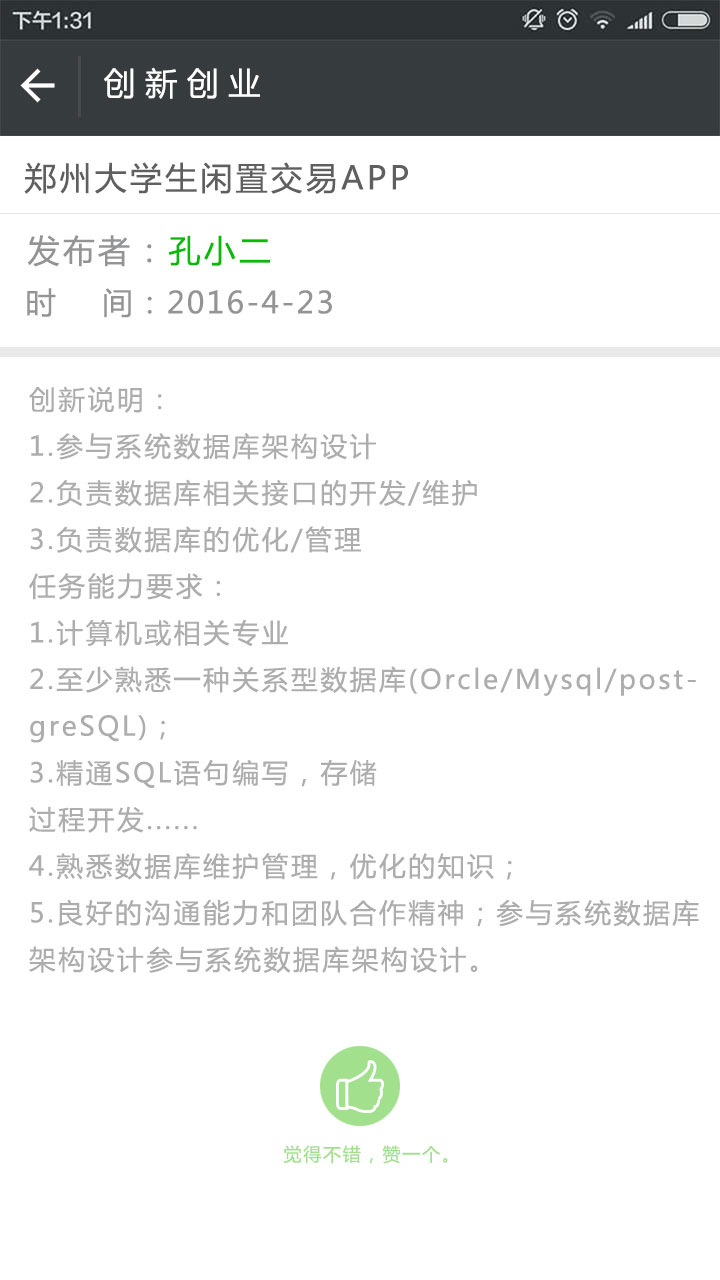 下午1:31
创新创业
郑州大学生闲置交易APP
发布者：孔小二
时 间：2016-4-23
创新说明：
1.参与系统数据库架构设计
2.负责数据库相关接口的开发/维护
3.负责数据库的优化/管理
任务能力要求：
1.计算机或相关专业
2.至少熟悉一种关系型数据库(Orcle/Mysql/post-
greSQL)；
3.精通SQL语句编写，存储
过程开发......
4.熟悉数据库维护管理，优化的知识；
5.良好的沟通能力和团队合作精神；参与系统数据库
架构设计参与系统数据库架构设计。
觉得不错，赞一个。